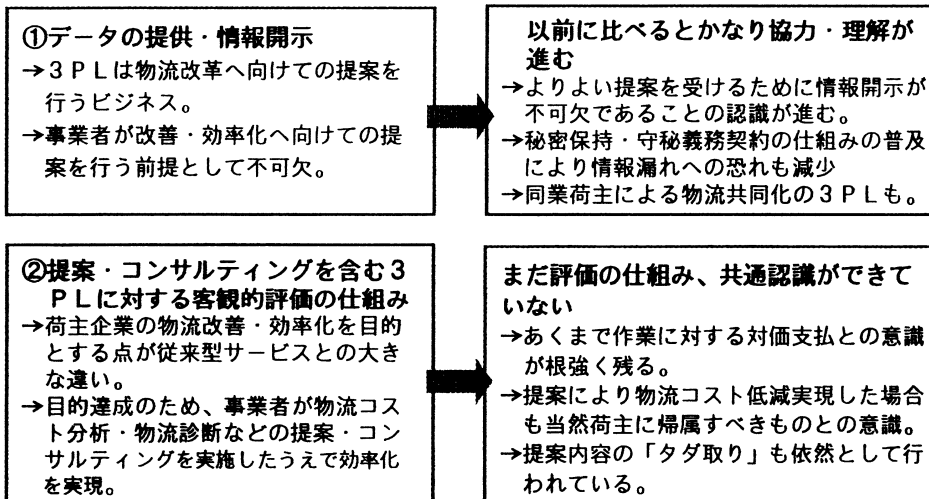 ①データの提供・情報開示
→3PLは物流改革へ向けての提案を
行うビジネス。
→事業者が改善・効率化へ向けての提
案を行う前提として不可欠。
以前に比べるとかなり協力・理解が
進む
→よりよい提案を受けるために情報開示が
不可欠であることの認識が進む。
→秘密保持・守秘義務契約の仕組みの普及
により情報漏れへの恐れも減少
→同業荷主による物流共同化の3PLも。
②提案・コンサルティングを含む3
PLに対する客観的評価の仕組み
→荷主企業の物流改善・効率化を目的
とする点が従来型サービスとの大き
な違い。
→目的達成のため、事業者が物流コス
ト分析・物流診断などの提案・コン
サルティングを実施したうえで効率化
を実現。
まだ評価の仕組み、共通認識ができて
いない
→あくまで作業に対する対価支払との意識
が根強く残る。
→提案により物流コスト低減実現した場合
も当然荷主に帰属すべきものとの意識。
→提案内容の「タダ取り」も依然として行
われている。